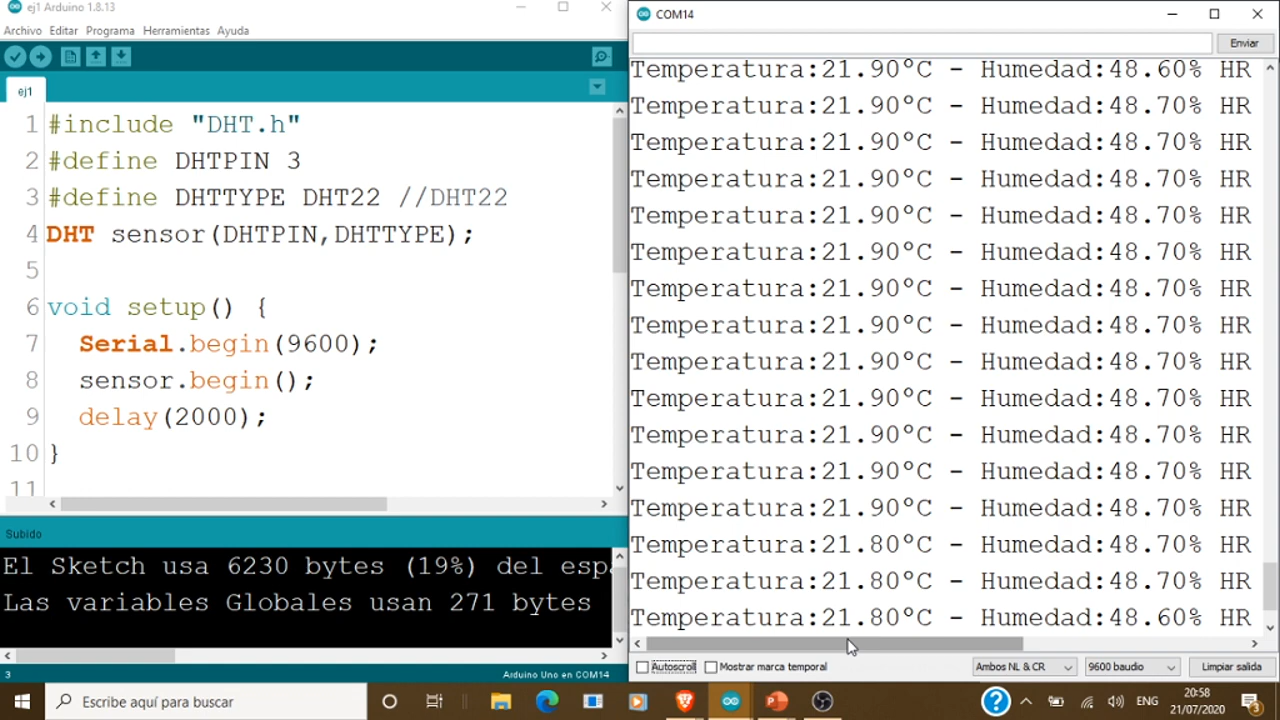 ej1 Arduino 1.8.13
Archivo Editar Programa Herramientas Ayuda
ej1
1 #include "DHT.h"
2 #define DHTPIN 3
3 #define DHTTYPE DHT22 //DHT22
4 DHT sensor(DHTPIN,DHTTYPE);
5
6 void setup() {
7 Serial.begin(9600);
8 sensor.begin();
9 delay(2000);
10 }
11
Subido
El Sketch usa 6230 bytes (19%) del
Las variables Globales usan 271 bytes
3
Arduino Uno en COM14
COM14
Enviar
Temperatura:21.90°C - Humedad:48.60% HR
Temperatura:21.90°C - Humedad:48.70% HR
Temperatura:21.90°C - Humedad:48.70% HR
Temperatura:21.90°C - Humedad:48.70% HR
Temperatura:21.90°C - Humedad:48.70% HR
Temperatura:21.90°C - Humedad:48.70% HR
Temperatura:21.90°C - Humedad:48.70% HR
Temperatura:21.90°C - Humedad:48.70% HR
Temperatura:21.90°C - Humedad:48.70% HR
Temperatura:21.90°C - Humedad:48.70% HR
Temperatura:21.90°C - Humedad:48.70% HR
Temperatura:21.90°C - Humedad:48.70% HR
Temperatura:21.90°C - Humedad:48.70% HR
Temperatura:21.80°C - Humedad:48.70% HR
Temperatura:21.80°C - Humedad:48.70% HR
Temperatura:21.80°C - Humedad:48.60% HR
Autoscroll Mostrar marca temporal Ambos NL & CR 9600 baudio Limpiar salida
Escribe aquí para buscar
ENG
20:58
21/07/2020
3